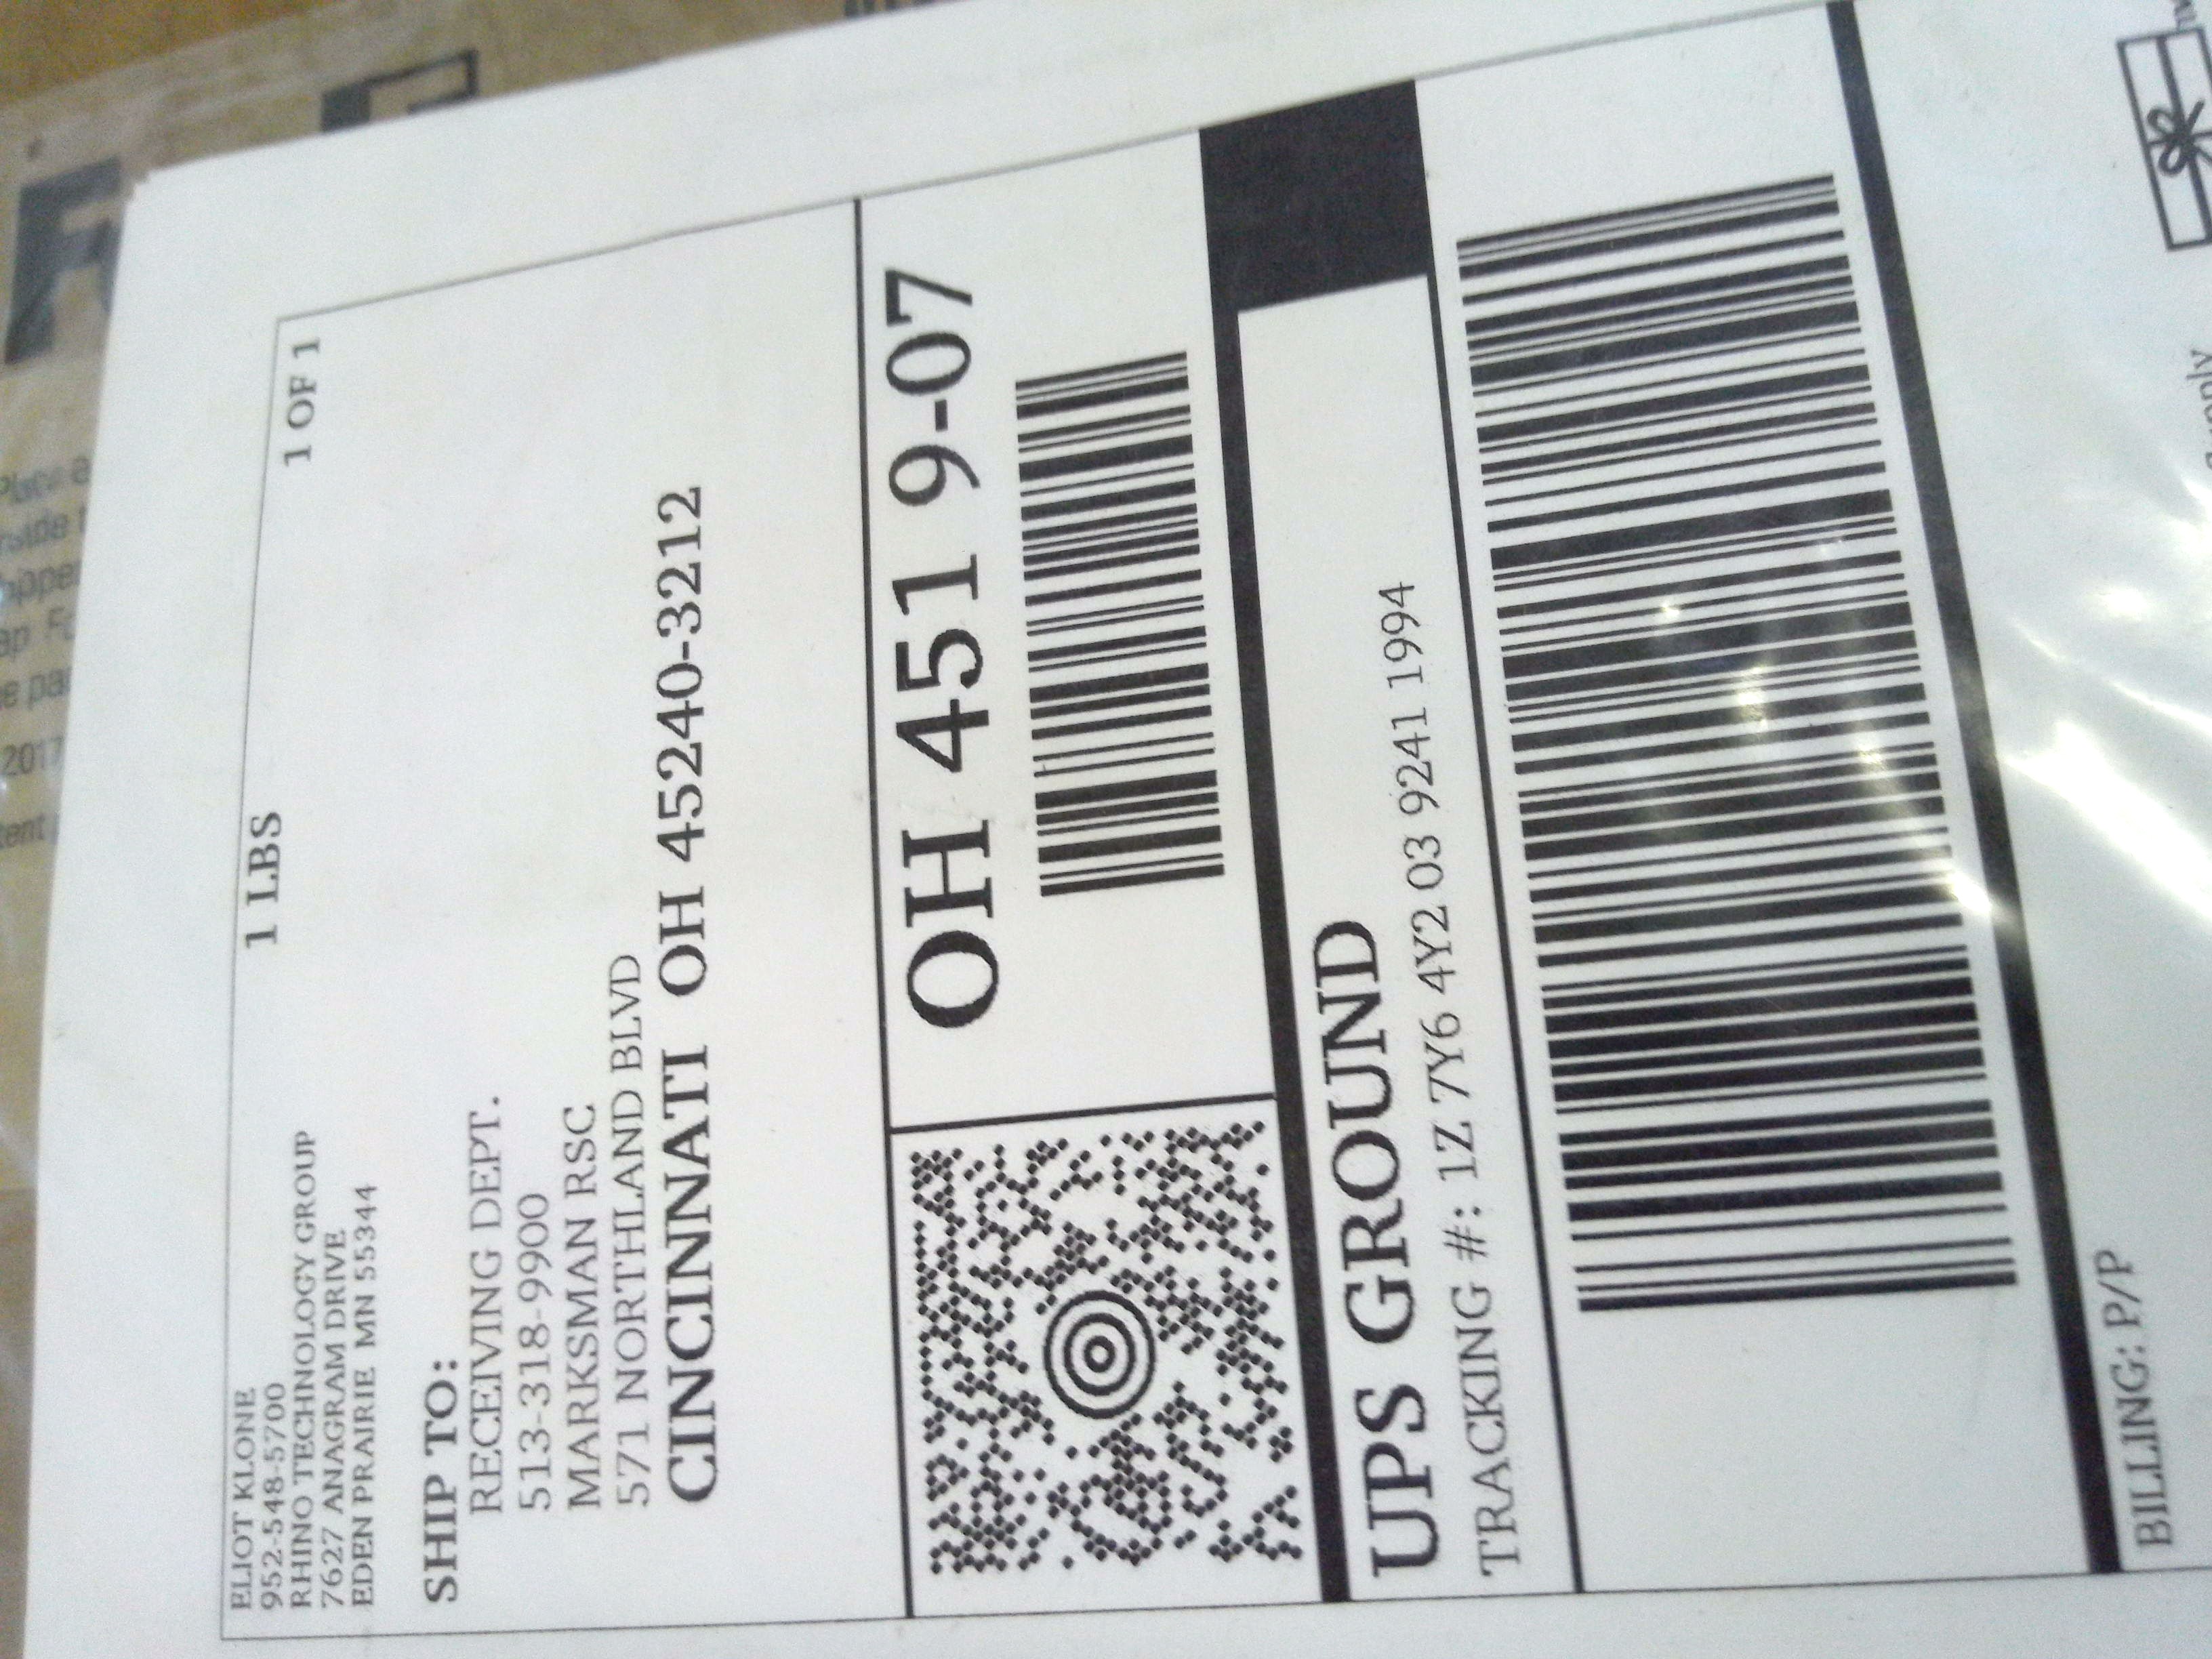 ELIOT KLONE
952-548-5700
RHINO TECHNOLOGY GROUP
7627 ANAGRAM DRIVE
EDEN PRAIRIE MN 55344
1 LBS
1 OF 1
SHIP TO:
RECEIVING DEPT.
513-318-9900
MARKSMAN RSC
571 NORTHLAND BLVD
CINCINNATI OH 45240-3212
OH 451 9-07
UPS GROUND
TRACKING #: 1Z 7Y6 4Y2 03 9241 1994
BILLING: P/P
2017